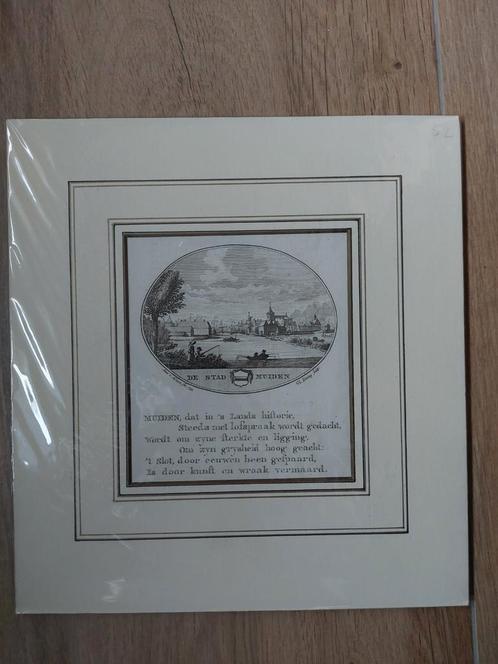 DE STAD MUIDEN
MUIDEN, dat in 's Lands historie,
Steeds met lofspraak wordt gedacht,
Wordt om zyne sterkte en ligging,
Om zyn grysheid hoog geacht:
't Slot, door eeuwen heen gespaard,
Is door kunst en wraak vermaard.